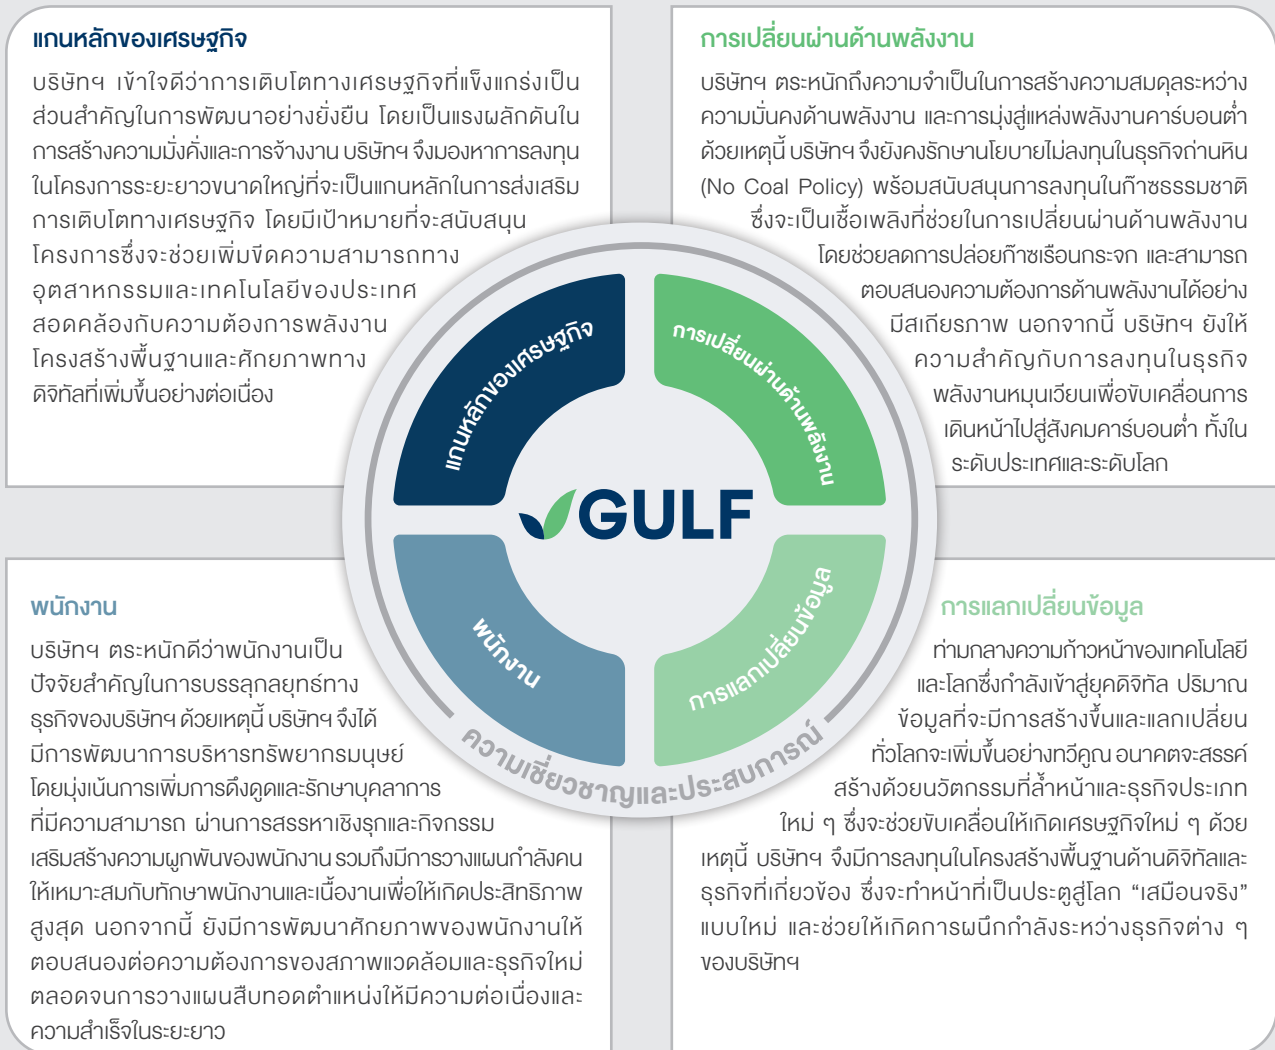 แกนหลักของเศรษฐกิจ
บริษัทฯ เข้าใจดีว่าการเติบโตทางเศรษฐกิจที่แข็งแกร่งเป็น
ส่วนสำคัญในการพัฒนาอย่างยั่งยืน โดยเป็นแรงผลักดันใน
การสร้างความมั่งคั่งและการจ้างงาน บริษัทฯ จึงมองหาการลงทุน
ในโครงการระยะยาวขนาดใหญ่ที่จะเป็นแกนหลักในการส่งเสริม
การเติบโตทางเศรษฐกิจ โดยมีเป้าหมายที่จะสนับสนุน
โครงการซึ่งจะช่วยเพิ่มขีดความสามารถทาง
อุตสาหกรรมและเทคโนโลยีของประเทศ
สอดคล้องกับความต้องการพลังงาน
โครงสร้างพื้นฐานและศักยภาพทาง
ดิจิทัลที่เพิ่มขึ้นอย่างต่อเนื่อง
การเปลี่ยนผ่านด้านพลังงาน
บริษัทฯ ตระหนักถึงความจำเป็นในการสร้างความสมดุลระหว่าง
ความมั่นคงด้านพลังงาน และการมุ่งสู่แหล่งพลังงานคาร์บอนต่ำ
ด้วยเหตุนี้ บริษัทฯ จึงยังคงรักษานโยบายไม่ลงทุนในธุรกิจถ่านหิน
(No Coal Policy) พร้อมสนับสนุนการลงทุนในก๊าซธรรมชาติ
ซึ่งจะเป็นเชื้อเพลิงที่ช่วยในการเปลี่ยนผ่านด้านพลังงาน
โดยช่วยลดการปล่อยก๊าซเรือนกระจก และสามารถ
ตอบสนองความต้องการด้านพลังงานได้อย่าง
มีสเถียรภาพ นอกจากนี้ บริษัทฯ ยังให้
ความสำคัญกับการลงทุนในธุรกิจ
พลังงานหมุนเวียนเพื่อขับเคลื่อนการ
เดินหน้าไปสู่สังคมคาร์บอนต่ำ ทั้งใน
ระดับประเทศและระดับโลก
แกนหลักของเศรษฐกิจ
การเปลี่ยนผ่านด้านพลังงาน
GULF
พนักงาน
การแลกเปลี่ยนข้อมูล
ความเชี่ยวชาญและประสบการณ์
พนักงาน
บริษัทฯ ตระหนักดีว่าพนักงานเป็น
ปัจจัยสำคัญในการบรรลุกลยุทธ์ทาง
ธุรกิจของบริษัทฯ ด้วยเหตุนี้ บริษัทฯ จึงได้
มีการพัฒนาการบริหารทรัพยากรมนุษย์
โดยมุ่งเน้นการเพิ่มการดึงดูดและรักษาบุคลาการ
ที่มีความสามารถ ผ่านการสรรหาเชิงรุกและกิจกรรม
เสริมสร้างความผูกพันของพนักงาน รวมถึงมีการวางแผนกำลังคน
ให้เหมาะสมกับทักษาพนักงานและเนื้องานเพื่อให้เกิดประสิทธิภาพ
สูงสุด นอกจากนี้ ยังมีการพัฒนาศักยภาพของพนักงานให้
ตอบสนองต่อความต้องการของสภาพแวดล้อมและธุรกิจใหม่
ตลอดจนการวางแผนสืบทอดตำแหน่งให้มีความต่อเนื่องและ
ความสำเร็จในระยะยาว
การแลกเปลี่ยนข้อมูล
ท่ามกลางความก้าวหน้าของเทคโนโลยี
และโลกซึ่งกำลังเข้าสู่ยุคดิจิทัล ปริมาณ
ข้อมูลที่จะมีการสร้างขึ้นและแลกเปลี่ยน
ทั่วโลกจะเพิ่มขึ้นอย่างทวีคูณ อนาคตจะสรรค์
สร้างด้วยนวัตกรรมที่ล้ำหน้าและธุรกิจประเภท
ใหม่ ๆ ซึ่งจะช่วยขับเคลื่อนให้เกิดเศรษฐกิจใหม่ ๆ ด้วย
เหตุนี้ บริษัทฯ จึงมีการลงทุนในโครงสร้างพื้นฐานด้านดิจิทัลและ
ธุรกิจที่เกี่ยวข้อง ซึ่งจะทำหน้าที่เป็นประตูสู่โลก “เสมือนจริง”
แบบใหม่ และช่วยให้เกิดการผนึกกำลังระหว่างธุรกิจต่าง ๆ
ของบริษัทฯ